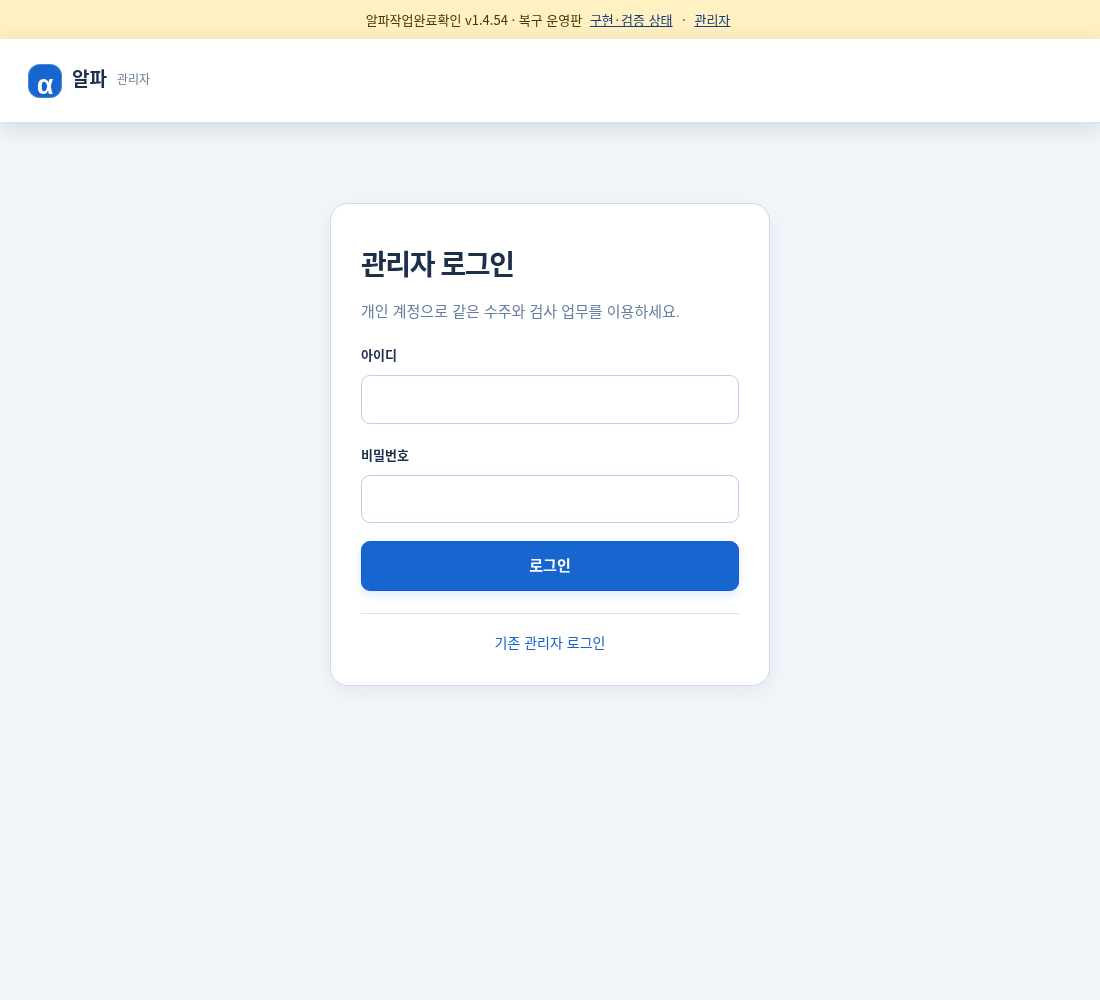 알파작업완료확인 v1.4.54 · 복구 운영판 구현·검증 상태 · 관리자
α 알파 관리자
관리자 로그인
개인 계정으로 같은 수주와 검사 업무를 이용하세요.
아이디
비밀번호
로그인
기존 관리자 로그인